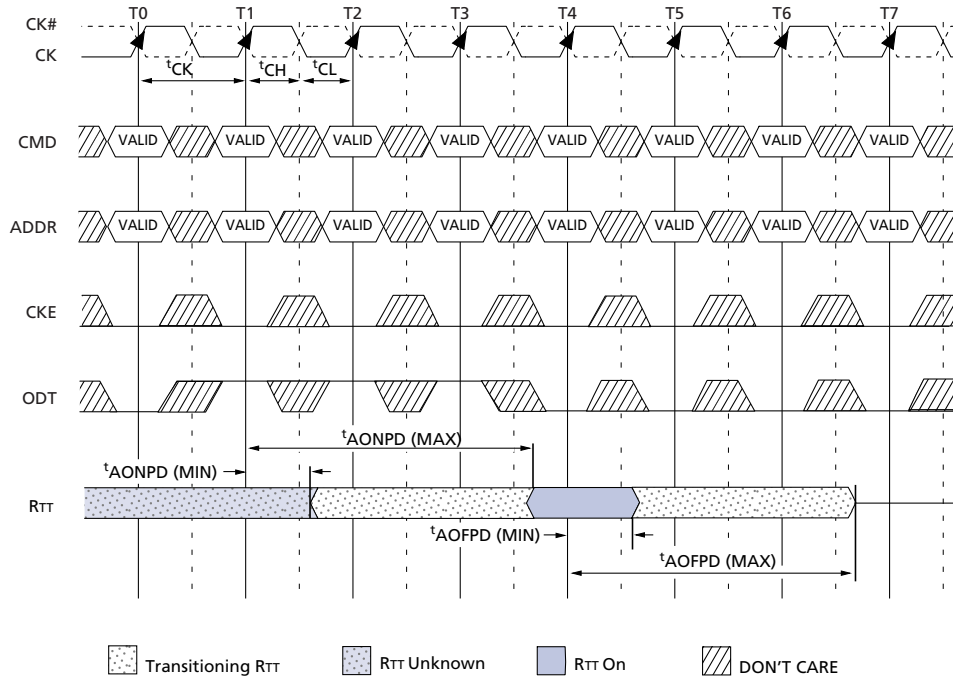 T0 T1 T2 T3 T4 T5 T6 T7
CK#
CK
tCK tCH tCL
CMD VALID VALID VALID VALID VALID VALID VALID VALID
ADDR VALID VALID VALID VALID VALID VALID VALID VALID
CKE
ODT
tAONPD (MAX)
tAONPD (MIN)
RTT
tAOFPD (MIN)
tAOFPD (MAX)
Transitioning RTT RTT Unknown RTT On DON'T CARE